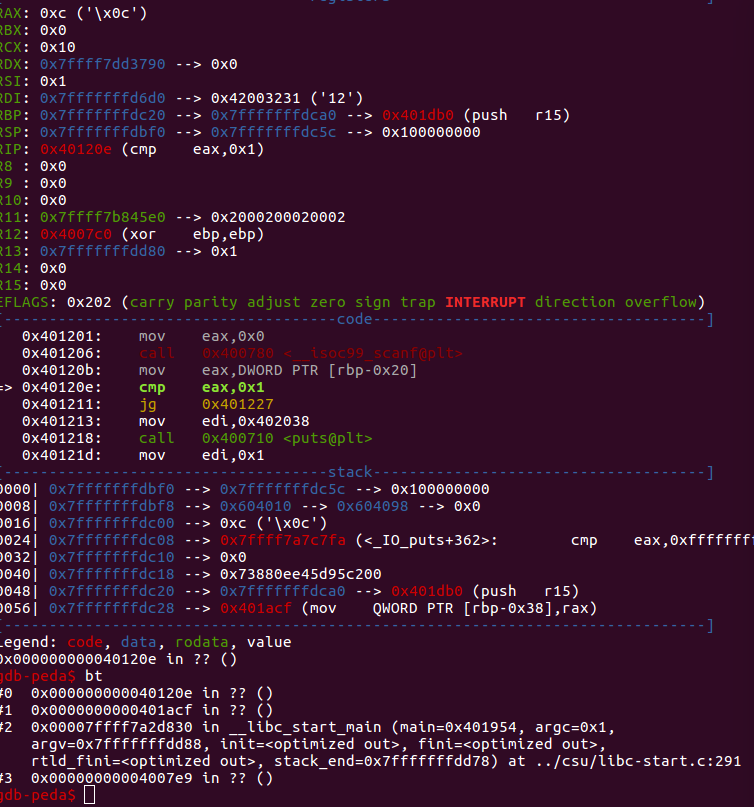 RAX: 0xc ('\x0c')
RBX: 0x0
RCX: 0x10
RDX: 0x7ffff7dd3790 --> 0x0
RSI: 0x1
RDI: 0x7fffffffd6d0 --> 0x42003231 ('12')
RBP: 0x7fffffffdc20 --> 0x7fffffffdca0 --> 0x401db0 (push   r15)
RSP: 0x7fffffffdbf0 --> 0x7fffffffdc5c --> 0x100000000
RIP: 0x40120e (cmp    eax,0x1)
R8 : 0x0
R9 : 0x0
R10: 0x0
R11: 0x7ffff7b845e0 --> 0x2000200020002
R12: 0x4007c0 (xor    ebp,ebp)
R13: 0x7fffffffdd80 --> 0x1
R14: 0x0
R15: 0x0
EFLAGS: 0x202 (carry parity adjust zero sign trap INTERRUPT direction overflow)
[-------------------------------------code-------------------------------------]
   0x401201:    mov    eax,0x0
   0x401206:    call   0x400780 <__isoc99_scanf@plt>
   0x40120b:    mov    eax,DWORD PTR [rbp-0x20]
=> 0x40120e:    cmp    eax,0x1
   0x401211:    jg     0x401227
   0x401213:    mov    edi,0x402038
   0x401218:    call   0x400710 <puts@plt>
   0x40121d:    mov    edi,0x1
[------------------------------------stack-------------------------------------]
0000| 0x7fffffffdbf0 --> 0x7fffffffdc5c --> 0x100000000
0008| 0x7fffffffdbf8 --> 0x604010 --> 0x604098 --> 0x0
0016| 0x7fffffffdc00 --> 0xc ('\x0c')
0024| 0x7fffffffdc08 --> 0x7ffff7a7c7fa (<_IO_puts+362>:        cmp    eax,0xfffffff
0032| 0x7fffffffdc10 --> 0x0
0040| 0x7fffffffdc18 --> 0x73880ee45d95c200
0048| 0x7fffffffdc20 --> 0x7fffffffdca0 --> 0x401db0 (push   r15)
0056| 0x7fffffffdc28 --> 0x401acf (mov    QWORD PTR [rbp-0x38],rax)
[------------------------------------------------------------------------------]
Legend: code, data, rodata, value
0x000000000040120e in ?? ()
gdb-peda$ bt
#0  0x000000000040120e in ?? ()
#1  0x0000000000401acf in ?? ()
#2  0x00007ffff7a2d830 in __libc_start_main (main=0x401954, argc=0x1,
    argv=0x7fffffffdd88, init=<optimized out>, fini=<optimized out>,
    rtld_fini=<optimized out>, stack_end=0x7fffffffdd78) at ../csu/libc-start.c:291
#3  0x00000000004007e9 in ?? ()
gdb-peda$